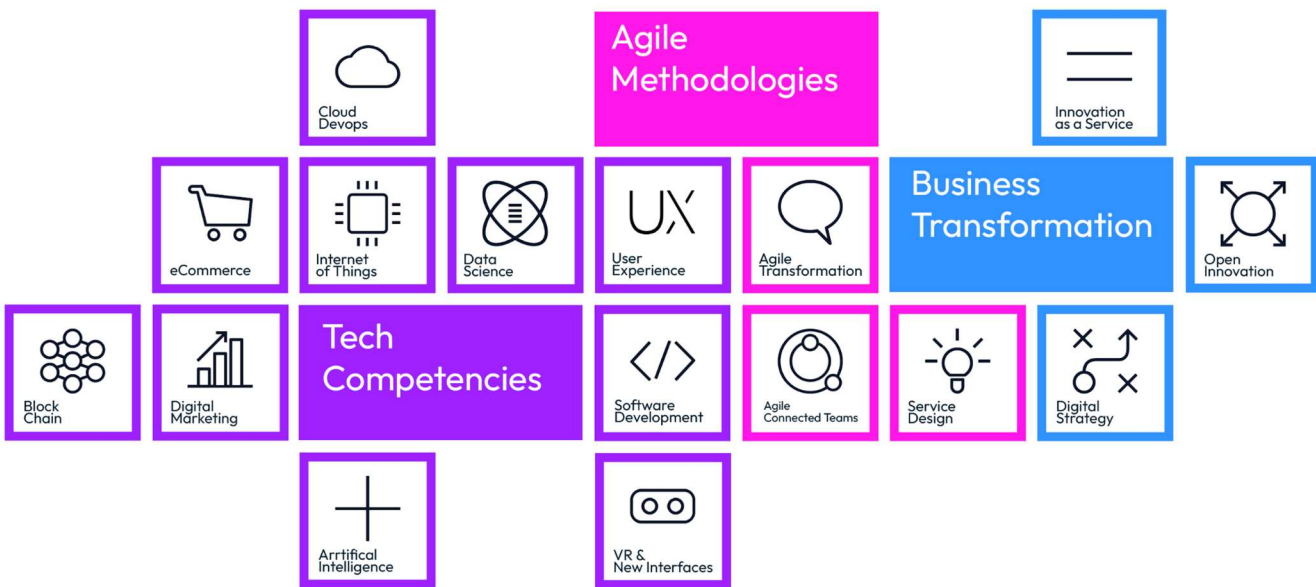 Cloud
Devops
Agile
Methodologies
Innovation
as a Service
eCommerce
Internet
of Things
Data
Science
UX
User
Experience
Agile
Transformation
Business
Transformation
Open
Innovation
Block
Chain
Digital
Marketing
Tech
Competencies
Software
Development
Agile
Connected Teams
Service
Design
Digital
Strategy
Arrtifical
Intelligence
VR &
New Interfaces